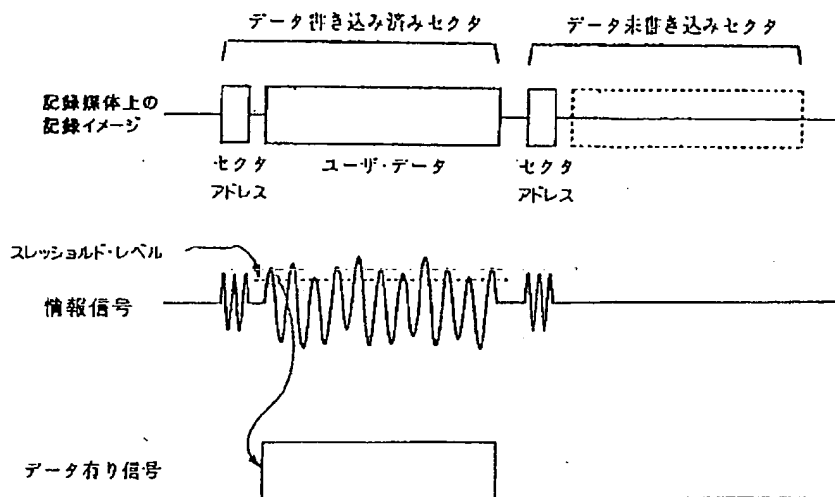 データ書き込み済みセクタ
データ未書き込みセクタ
記録媒体上の
記録イメージ
セクタ
アドレス
ユーザ・データ
セクタ
アドレス
スレッショルド・レベル
情報信号
データ有り信号